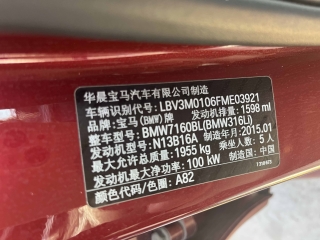 华晨宝马汽车有限公司制造
车辆识别代号: LBV3M0106FME03921
品牌: 宝马(BMW)牌 发动机排量: 1598 ml
整车型号: BMW7160BL(BMW316Li)
发动机型号: N13B16A 制造年月: 2015.01
最大允许总质量: 1955 kg 乘坐人数: 5 人
发动机最大净功率: 100 kW 制造国: 中国
颜色代码/色圈: A82